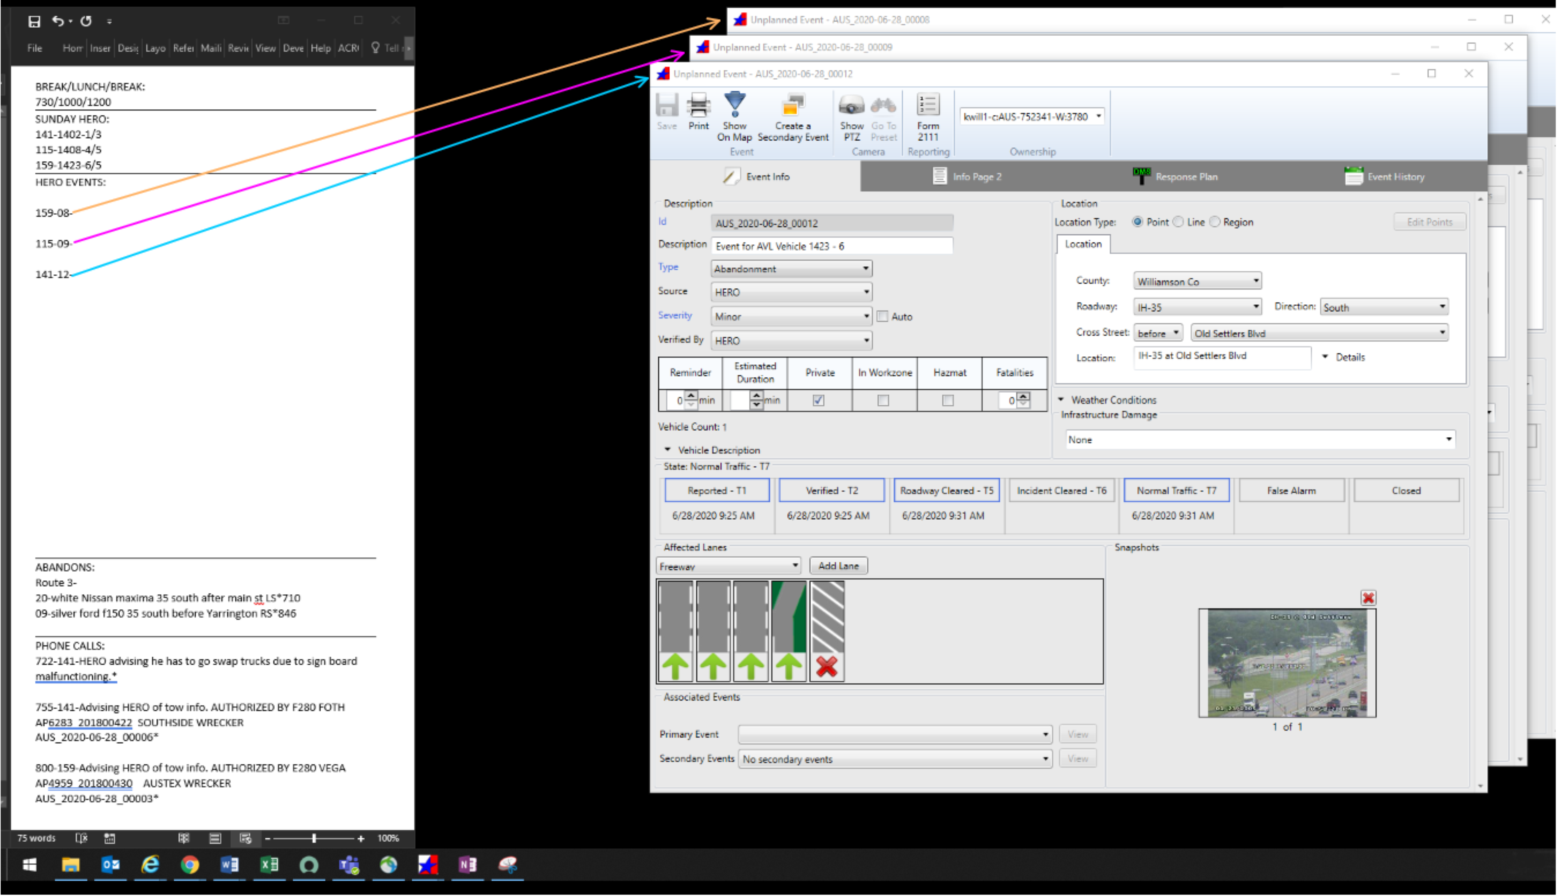 File Horr Inser Desig Layo Refer Maili Revie View Deve Help ACRI Tell
BREAK/LUNCH/BREAK:
730/1000/1200
SUNDAY HERO:
141-1402-1/3
115-1408-4/5
159-1423-6/5
HERO EVENTS:
159-08-
115-09-
141-12-
ABANDONS:
Route 3-
20-white Nissan maxima 35 south after main st LS*710
09-silver ford f150 35 south before Yarrington RS*846
PHONE CALLS:
722-141-HERO advising he has to go swap trucks due to sign board
malfunctioning.*
755-141-Advising HERO of tow info. AUTHORIZED BY F280 FOTH
AP6283_201800422 SOUTHSIDE WRECKER
AUS_2020-06-28_00006*
800-159-Advising HERO of tow info. AUTHORIZED BY E280 VEGA
AP4959_201800430 AUSTEX WRECKER
AUS_2020-06-28_00003*
75 words 100%
Unplanned Event - AUS_2020-06-28_00008
Unplanned Event - AUS_2020-06-28_00009
Unplanned Event - AUS_2020-06-28_00012
Save Print Show On Map Create a Secondary Event Show PTZ Go To Preset Form 2111 kwill1-c:AUS-752341-W:3780
Event Camera Reporting Ownership
Event Info Info Page 2 Response Plan Event History
Description
Id AUS_2020-06-28_00012
Description Event for AVL Vehicle 1423 - 6
Type Abandonment
Source HERO
Severity Minor Auto
Verified By HERO
Reminder Estimated Duration Private In Workzone Hazmat Fatalities
0 min min 0
Vehicle Count: 1
Vehicle Description
Location
Location Type: Point Line Region Edit Points
Location
County: Williamson Co
Roadway: IH-35 Direction: South
Cross Street: before Old Settlers Blvd
Location: IH-35 at Old Settlers Blvd Details
Weather Conditions
Infrastructure Damage
None
State: Normal Traffic - T7
Reported - T1 Verified - T2 Roadway Cleared - T5 Incident Cleared - T6 Normal Traffic - T7 False Alarm Closed
6/28/2020 9:25 AM 6/28/2020 9:25 AM 6/28/2020 9:31 AM 6/28/2020 9:31 AM
Affected Lanes
Freeway Add Lane
Associated Events
Primary Event View
Secondary Events No secondary events View
Snapshots
1 of 1